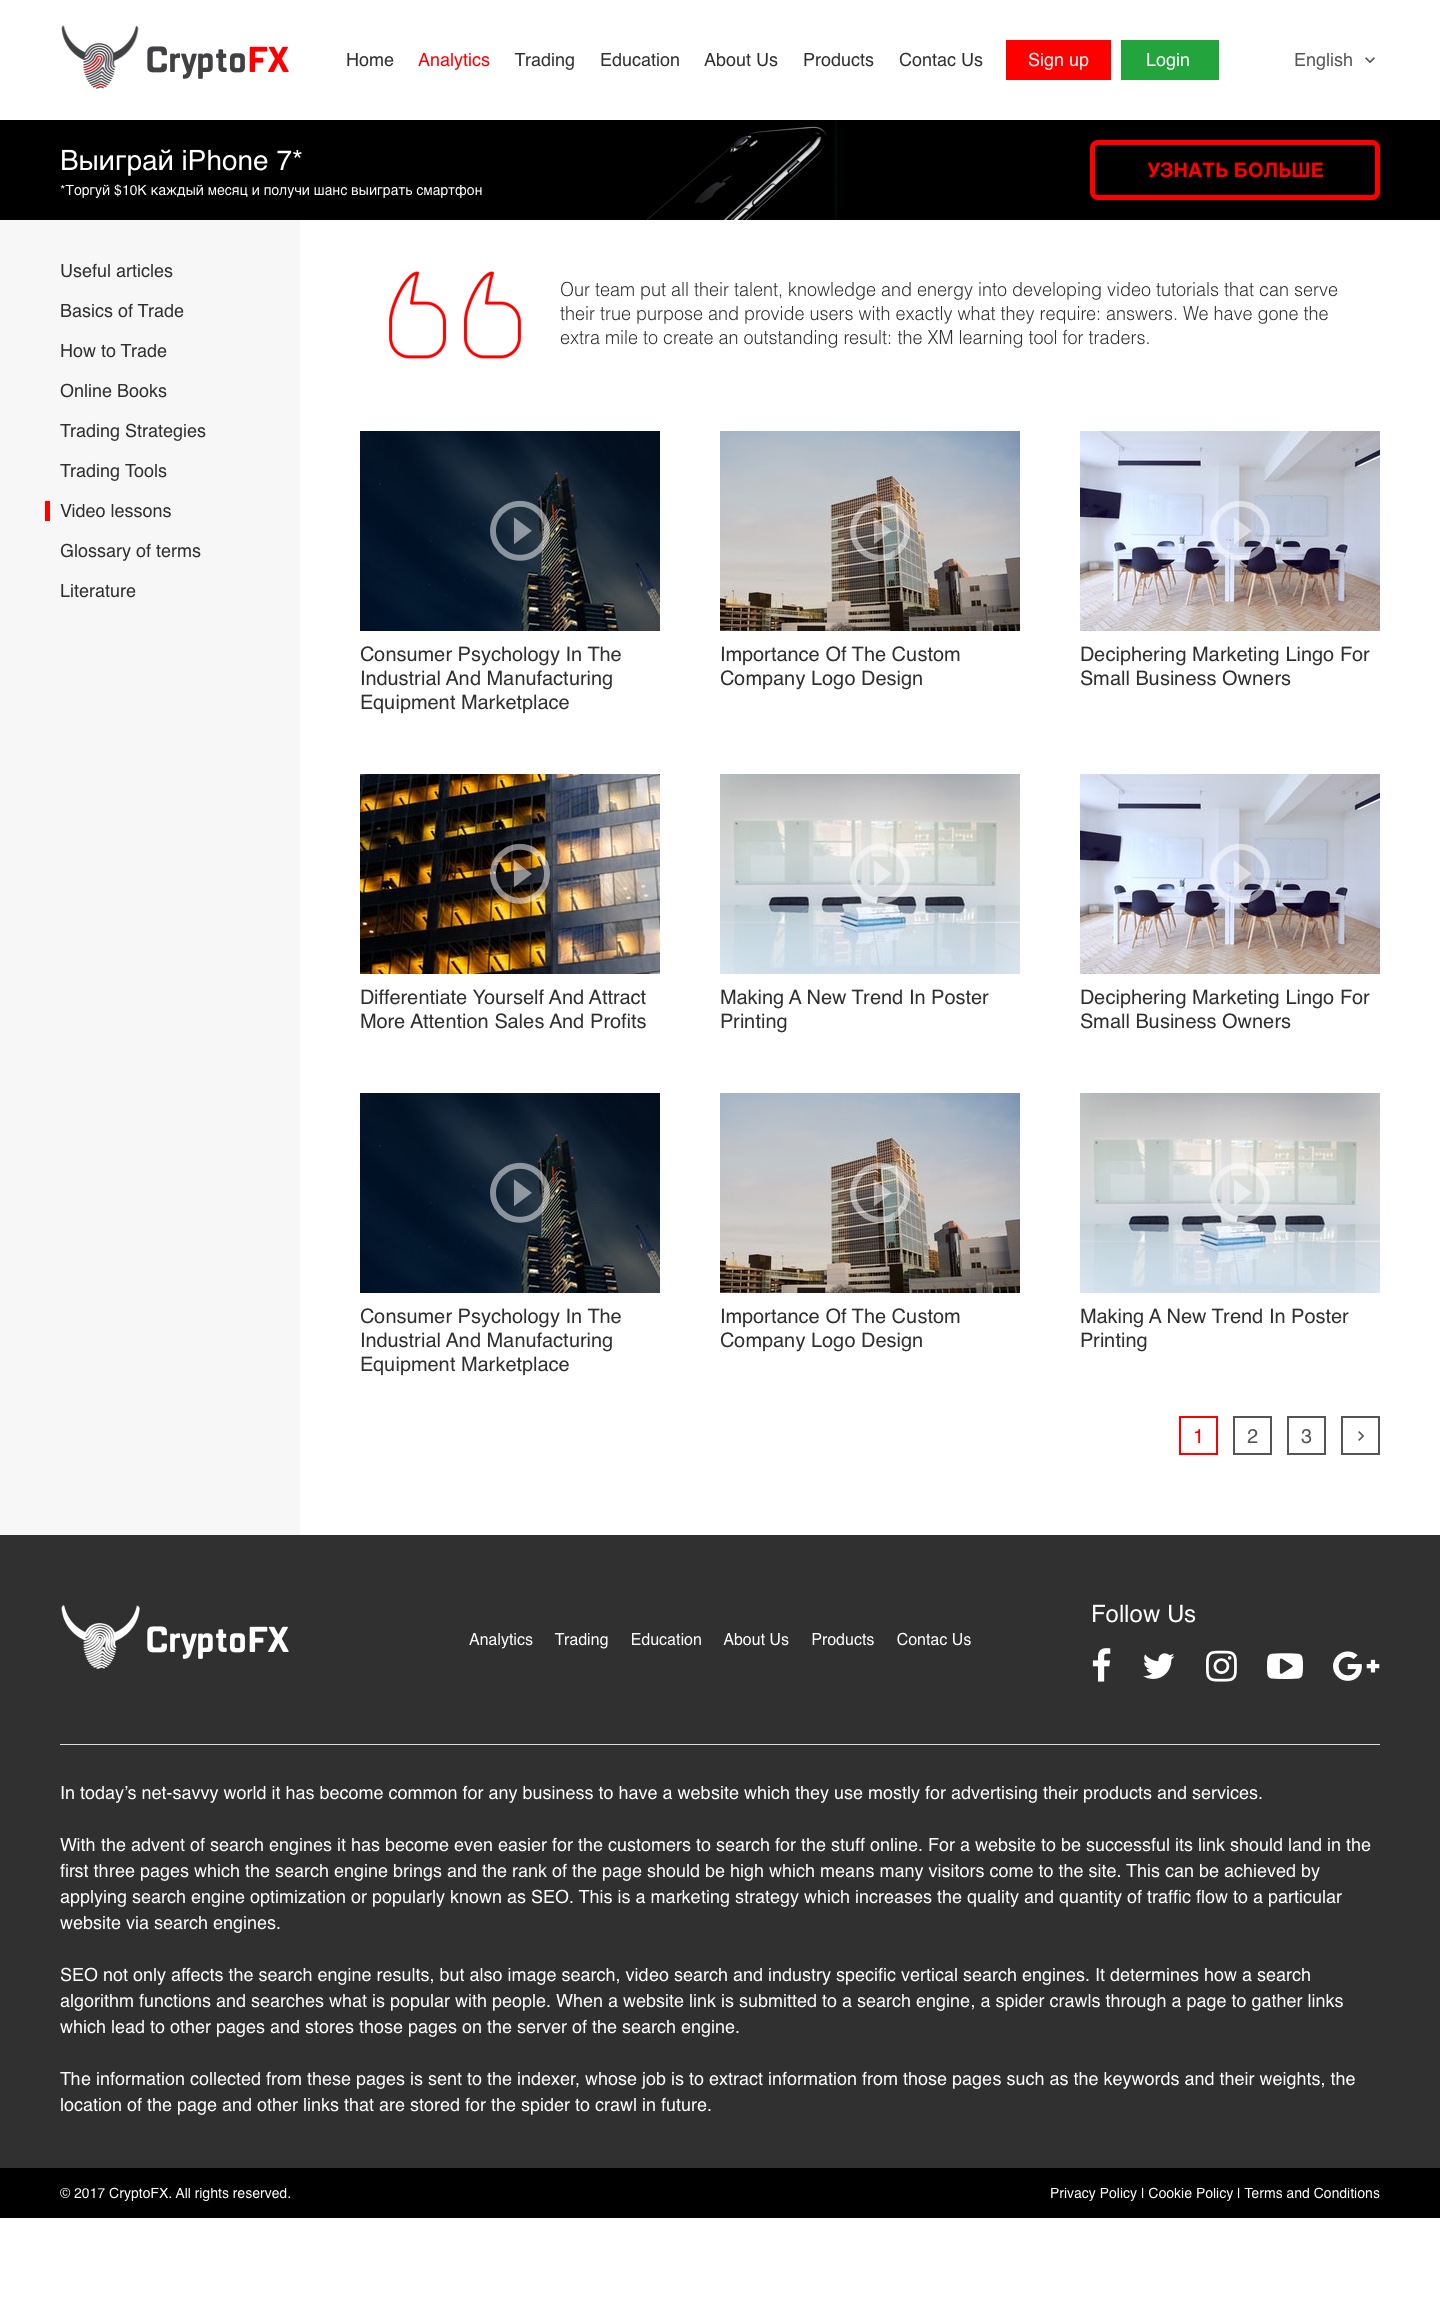 CryptoFX
Home Analytics Trading Education About Us Products Contac Us Sign up Login English
Выиграй iPhone 7*
*Торгуй $10K каждый месяц и получи шанс выиграть смартфон
УЗНАТЬ БОЛЬШЕ
Useful articles
Basics of Trade
How to Trade
Online Books
Trading Strategies
Trading Tools
Video lessons
Glossary of terms
Literature
Our team put all their talent, knowledge and energy into developing video tutorials that can serve
their true purpose and provide users with exactly what they require: answers. We have gone the
extra mile to create an outstanding result: the XM learning tool for traders.
Consumer Psychology In The
Industrial And Manufacturing
Equipment Marketplace
Importance Of The Custom
Company Logo Design
Deciphering Marketing Lingo For
Small Business Owners
Differentiate Yourself And Attract
More Attention Sales And Profits
Making A New Trend In Poster
Printing
Deciphering Marketing Lingo For
Small Business Owners
Consumer Psychology In The
Industrial And Manufacturing
Equipment Marketplace
Importance Of The Custom
Company Logo Design
Making A New Trend In Poster
Printing
1 2 3 >
CryptoFX
Analytics Trading Education About Us Products Contac Us
Follow Us
In today’s net-savvy world it has become common for any business to have a website which they use mostly for advertising their products and services.
With the advent of search engines it has become even easier for the customers to search for the stuff online. For a website to be successful its link should land in the
first three pages which the search engine brings and the rank of the page should be high which means many visitors come to the site. This can be achieved by
applying search engine optimization or popularly known as SEO. This is a marketing strategy which increases the quality and quantity of traffic flow to a particular
website via search engines.
SEO not only affects the search engine results, but also image search, video search and industry specific vertical search engines. It determines how a search
algorithm functions and searches what is popular with people. When a website link is submitted to a search engine, a spider crawls through a page to gather links
which lead to other pages and stores those pages on the server of the search engine.
The information collected from these pages is sent to the indexer, whose job is to extract information from those pages such as the keywords and their weights, the
location of the page and other links that are stored for the spider to crawl in future.
© 2017 CryptoFX. All rights reserved.
Privacy Policy | Cookie Policy | Terms and Conditions